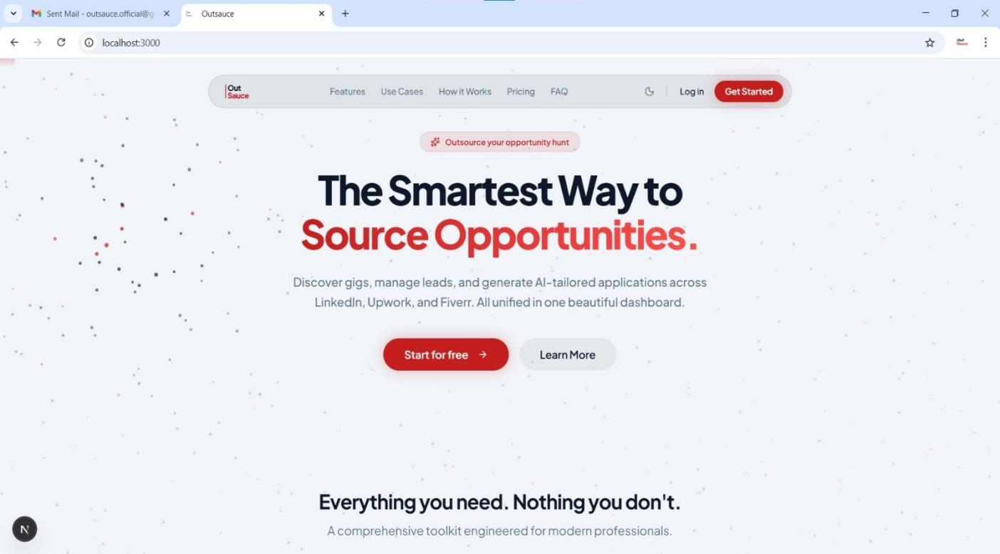 Sent Mail - outsauce.official@g
Outsauce
localhost:3000
Out
Sauce
Features
Use Cases
How it Works
Pricing
FAQ
Log in
Get Started
Outsource your opportunity hunt
The Smartest Way to
Source Opportunities.
Discover gigs, manage leads, and generate AI-tailored applications across
LinkedIn, Upwork, and Fiverr. All unified in one beautiful dashboard.
Start for free
Learn More
Everything you need. Nothing you don't.
A comprehensive toolkit engineered for modern professionals.
N